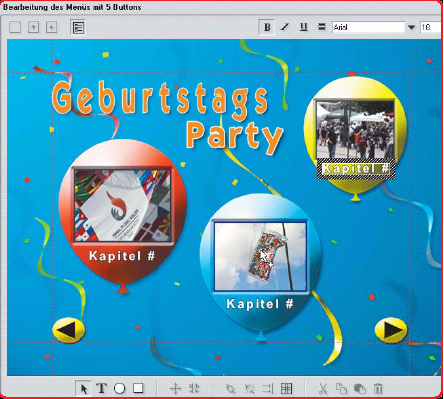 Bearbeitung des Menüs mit 5 Buttons
B I U Arial 18
Geburtstags
Party
Kapitel #
Kapitel #
Kapitel #
T